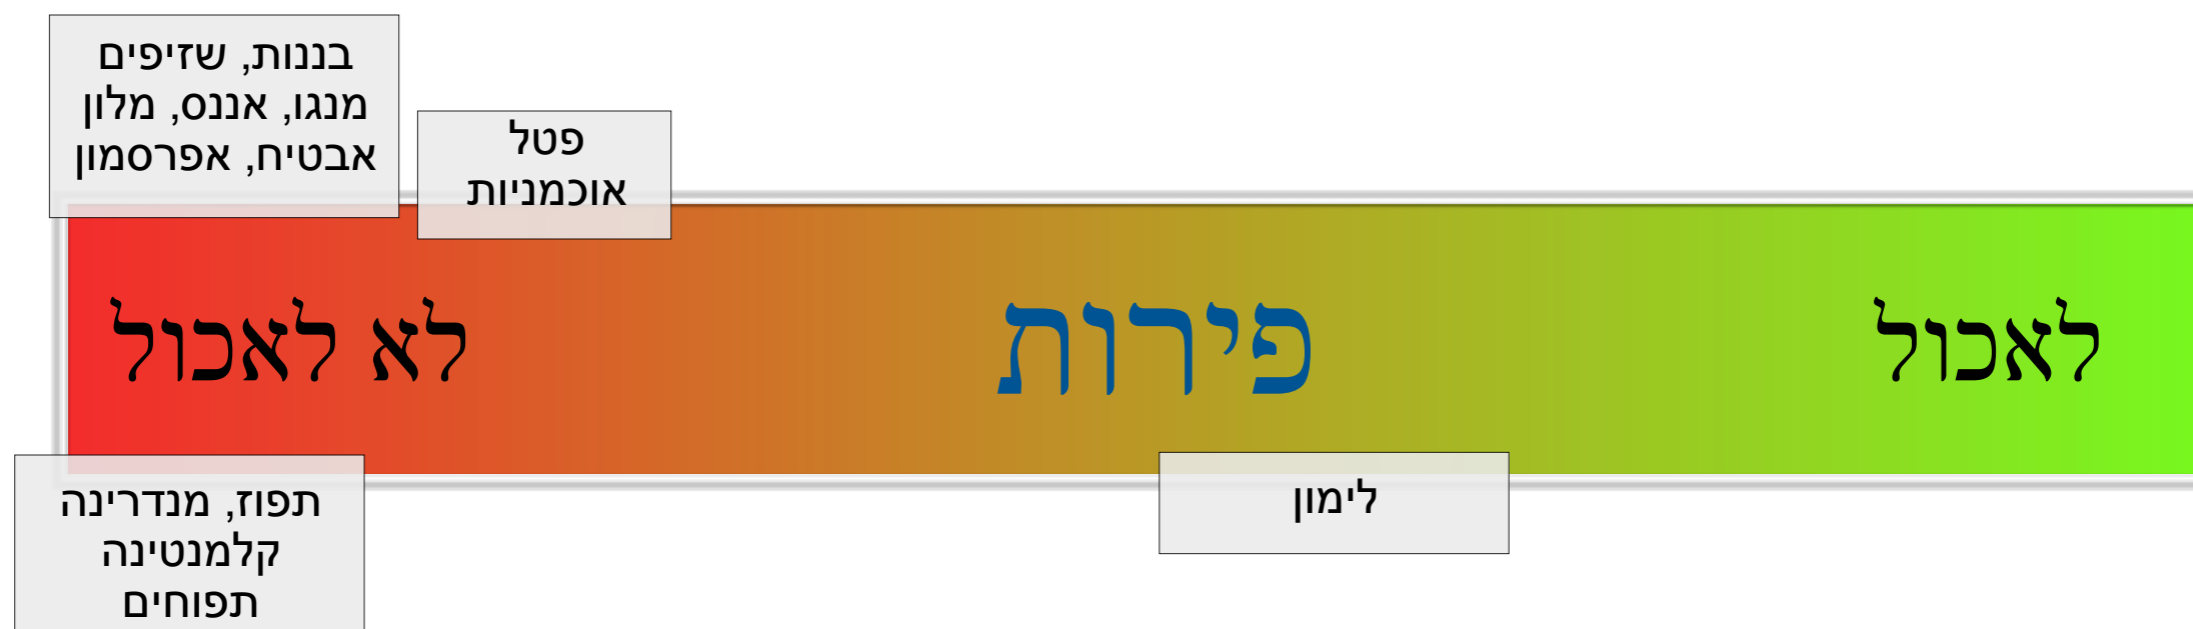 בננות, שזיפים
מנגו, אננס, מלון
אבטיח, אפרסמון
פטל
אוכמניות
לאכול
פירות
לא לאכול
לימון
תפוז, מנדרינה
קלמנטינה
תפוחים